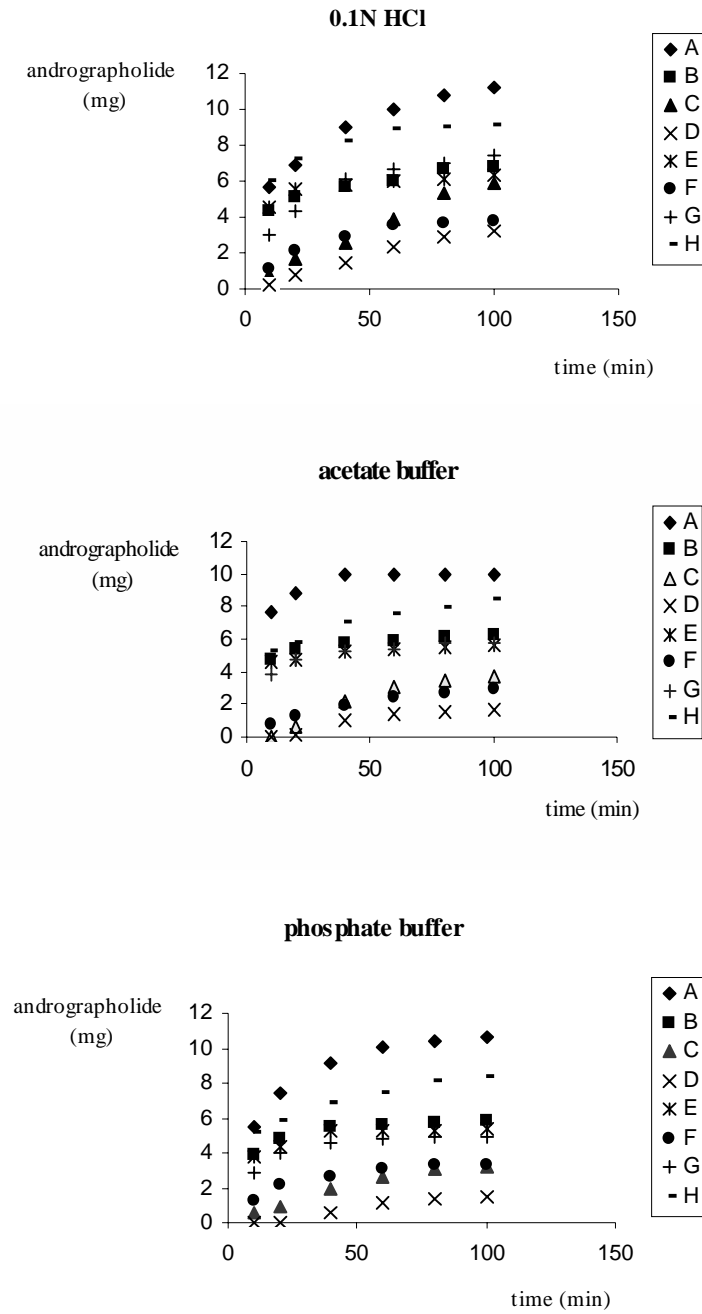 0.1N HCl
andrographolide
(mg)
12
10
8
6
4
2
0
0 50 100 150
time (min)
A
B
C
D
E
F
G
H
acetate buffer
andrographolide
(mg)
12
10
8
6
4
2
0
0 50 100 150
time (min)
A
B
C
D
E
F
G
H
phosphate buffer
andrographolide
(mg)
12
10
8
6
4
2
0
0 50 100 150
time (min)
A
B
C
D
E
F
G
H